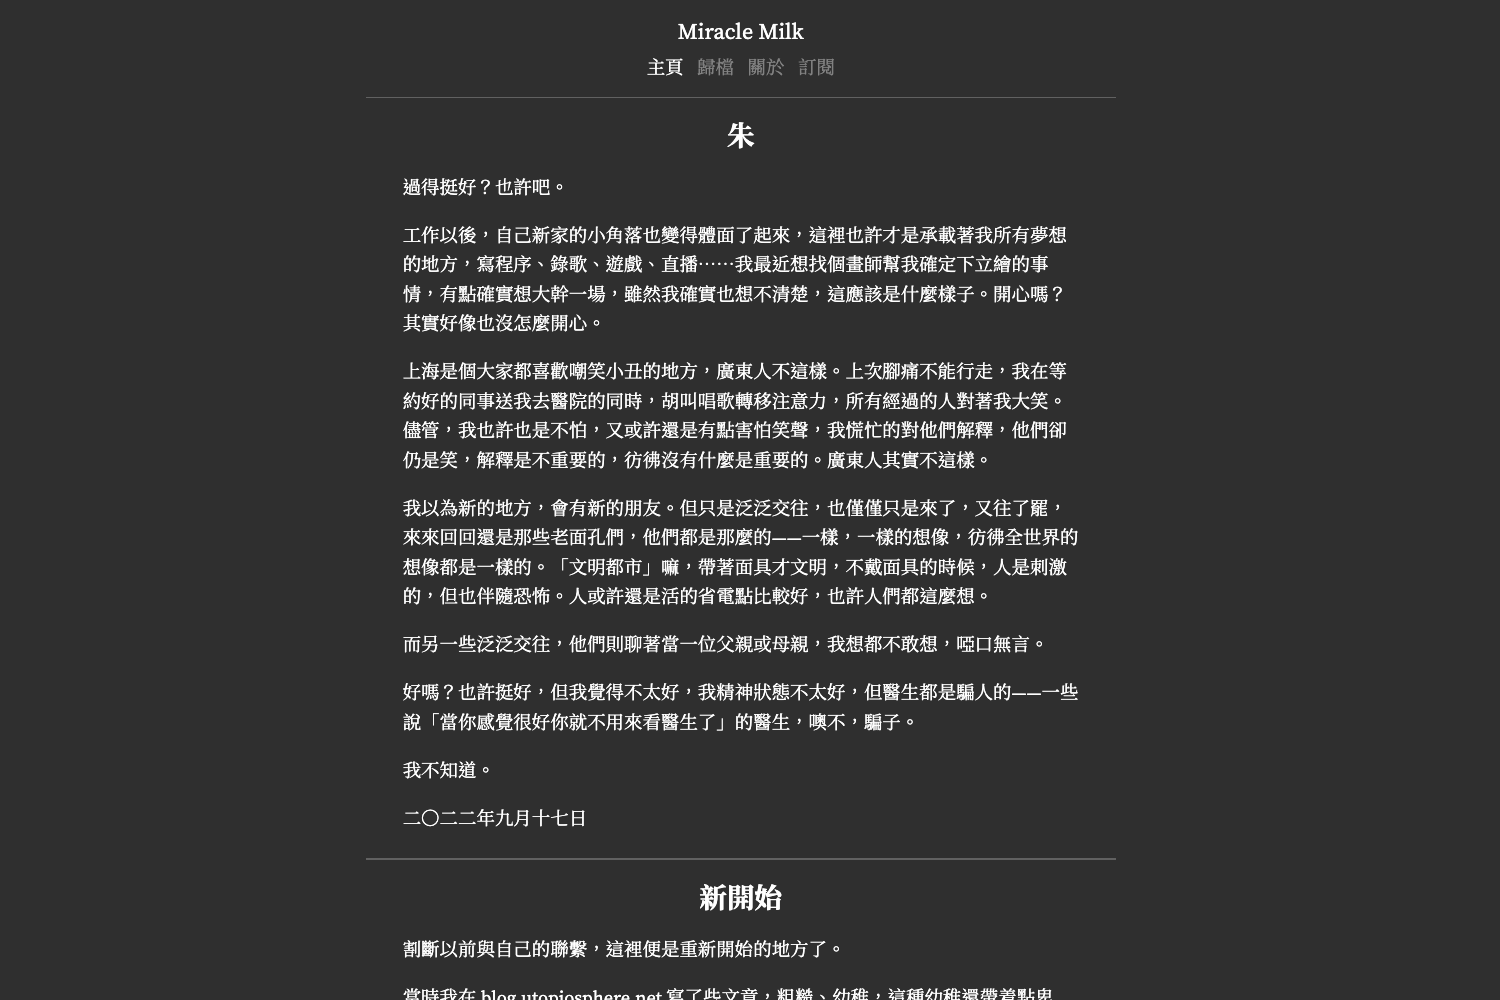 Miracle Milk
主頁 歸檔 關於 訂閱
朱
過得挺好？也許吧。
工作以後，自己新家的小角落也變得體面了起來，這裡也許才是承載著我所有夢想
的地方，寫程序、錄歌、遊戲、直播……我最近想找個畫師幫我確定下立繪的事
情，有點確實想大幹一場，雖然我確實也想不清楚，這應該是什麼樣子。開心嗎？
其實好像也沒怎麼開心。
上海是個大家都喜歡嘲笑小丑的地方，廣東人不這樣。上次腳痛不能行走，我在等
約好的同事送我去醫院的同時，胡叫唱歌轉移注意力，所有經過的人對著我大笑。
儘管，我也許也是不怕，又或許還是有點害怕笑聲，我慌忙的對他們解釋，他們卻
仍是笑，解釋是不重要的，彷彿沒有什麼是重要的。廣東人其實不這樣。
我以為新的地方，會有新的朋友。但只是泛泛交往，也僅僅只是來了，又往了罷，
來來回回還是那些老面孔們，他們都是那麼的——一樣，一樣的想像，彷彿全世界的
想像都是一樣的。「文明都市」嘛，帶著面具才文明，不戴面具的時候，人是刺激
的，但也伴隨恐怖。人或許還是活的省電點比較好，也許人們都這麼想。
而另一些泛泛交往，他們則聊著當一位父親或母親，我想都不敢想，啞口無言。
好嗎？也許挺好，但我覺得不太好，我精神狀態不太好，但醫生都是騙人的——一些
說「當你感覺很好你就不用來看醫生了」的醫生，噢不，騙子。
我不知道。
二〇二二年九月十七日
新開始
割斷以前與自己的聯繫，這裡便是重新開始的地方了。
當時我在 blog.utopiosphere.net 寫了些文章，粗糙、幼稚，這種幼稚還帶着點卑